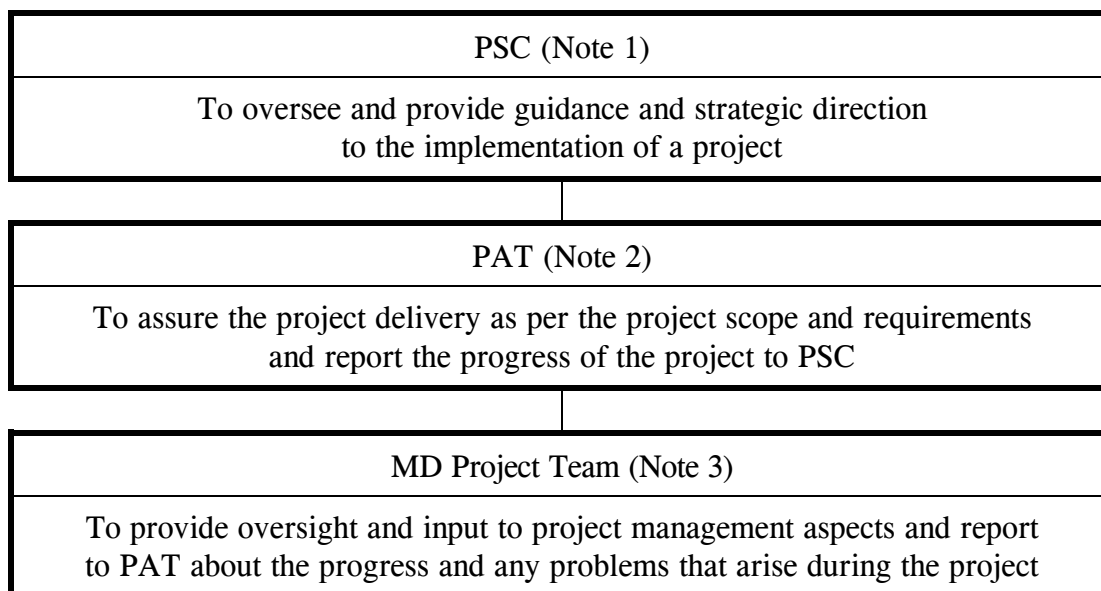 PSC (Note 1)
To oversee and provide guidance and strategic direction
to the implementation of a project
PAT (Note 2)
To assure the project delivery as per the project scope and requirements
and report the progress of the project to PSC
MD Project Team (Note 3)
To provide oversight and input to project management aspects and report
to PAT about the progress and any problems that arise during the project